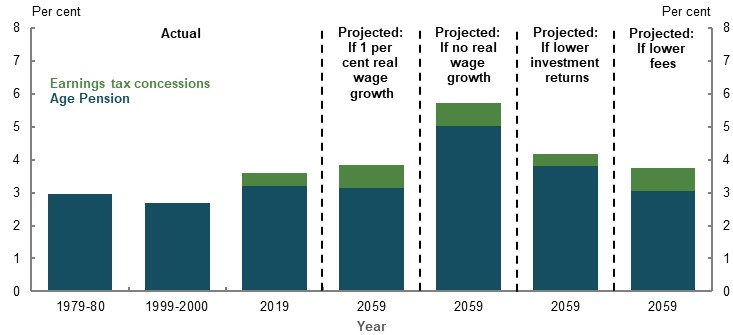 Per cent
Per cent
8
7
6
5
4
3
2
1
0
8
7
6
5
4
3
2
1
0
Actual
Projected:
If 1 per
cent real
wage
growth
Projected:
If no real
wage
growth
Projected:
If lower
investment
returns
Projected:
If lower
fees
Earnings tax concessions
Age Pension
1979-80
1999-2000
2019
2059
2059
2059
2059
Year